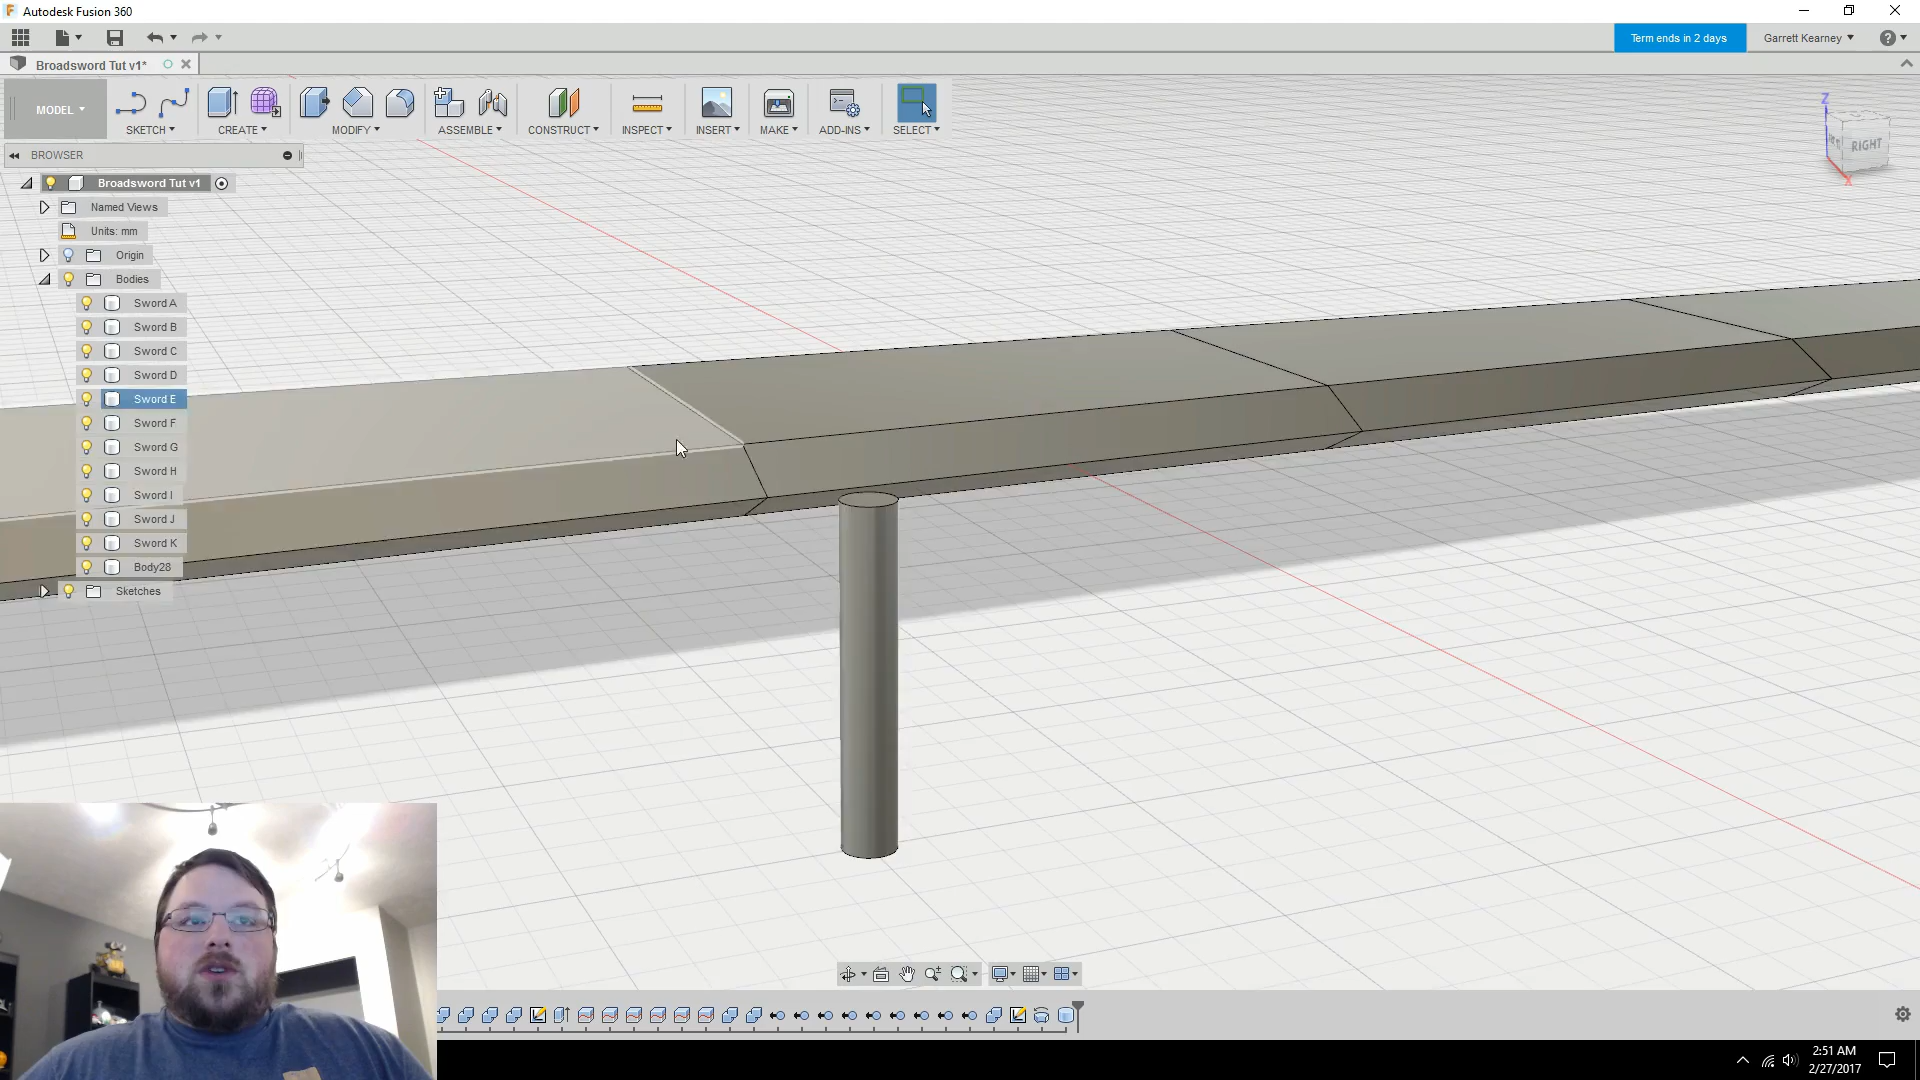 Autodesk Fusion 360
Term ends in 2 days
Garrett Kearney
Broadsword Tut v1*
MODEL
SKETCH
CREATE
MODIFY
ASSEMBLE
CONSTRUCT
INSPECT
INSERT
MAKE
ADD-INS
SELECT
BROWSER
Broadsword Tut v1
Named Views
Units: mm
Origin
Bodies
Sword A
Sword B
Sword C
Sword D
Sword E
Sword F
Sword G
Sword H
Sword I
Sword J
Sword K
Body28
Sketches
Z
RIGHT
X
2:51 AM
2/27/2017